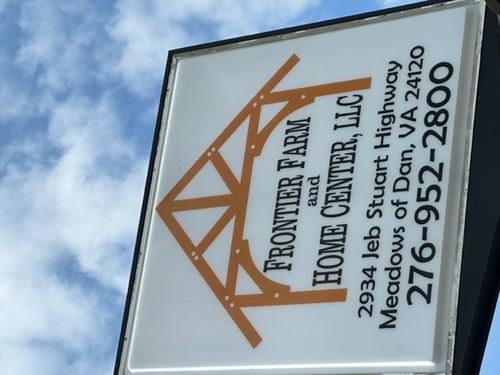 FRONTIER FARM
and
HOME CENTER, LLC
2934 Jeb Stuart Highway
Meadows of Dan, VA 24120
276-952-2800